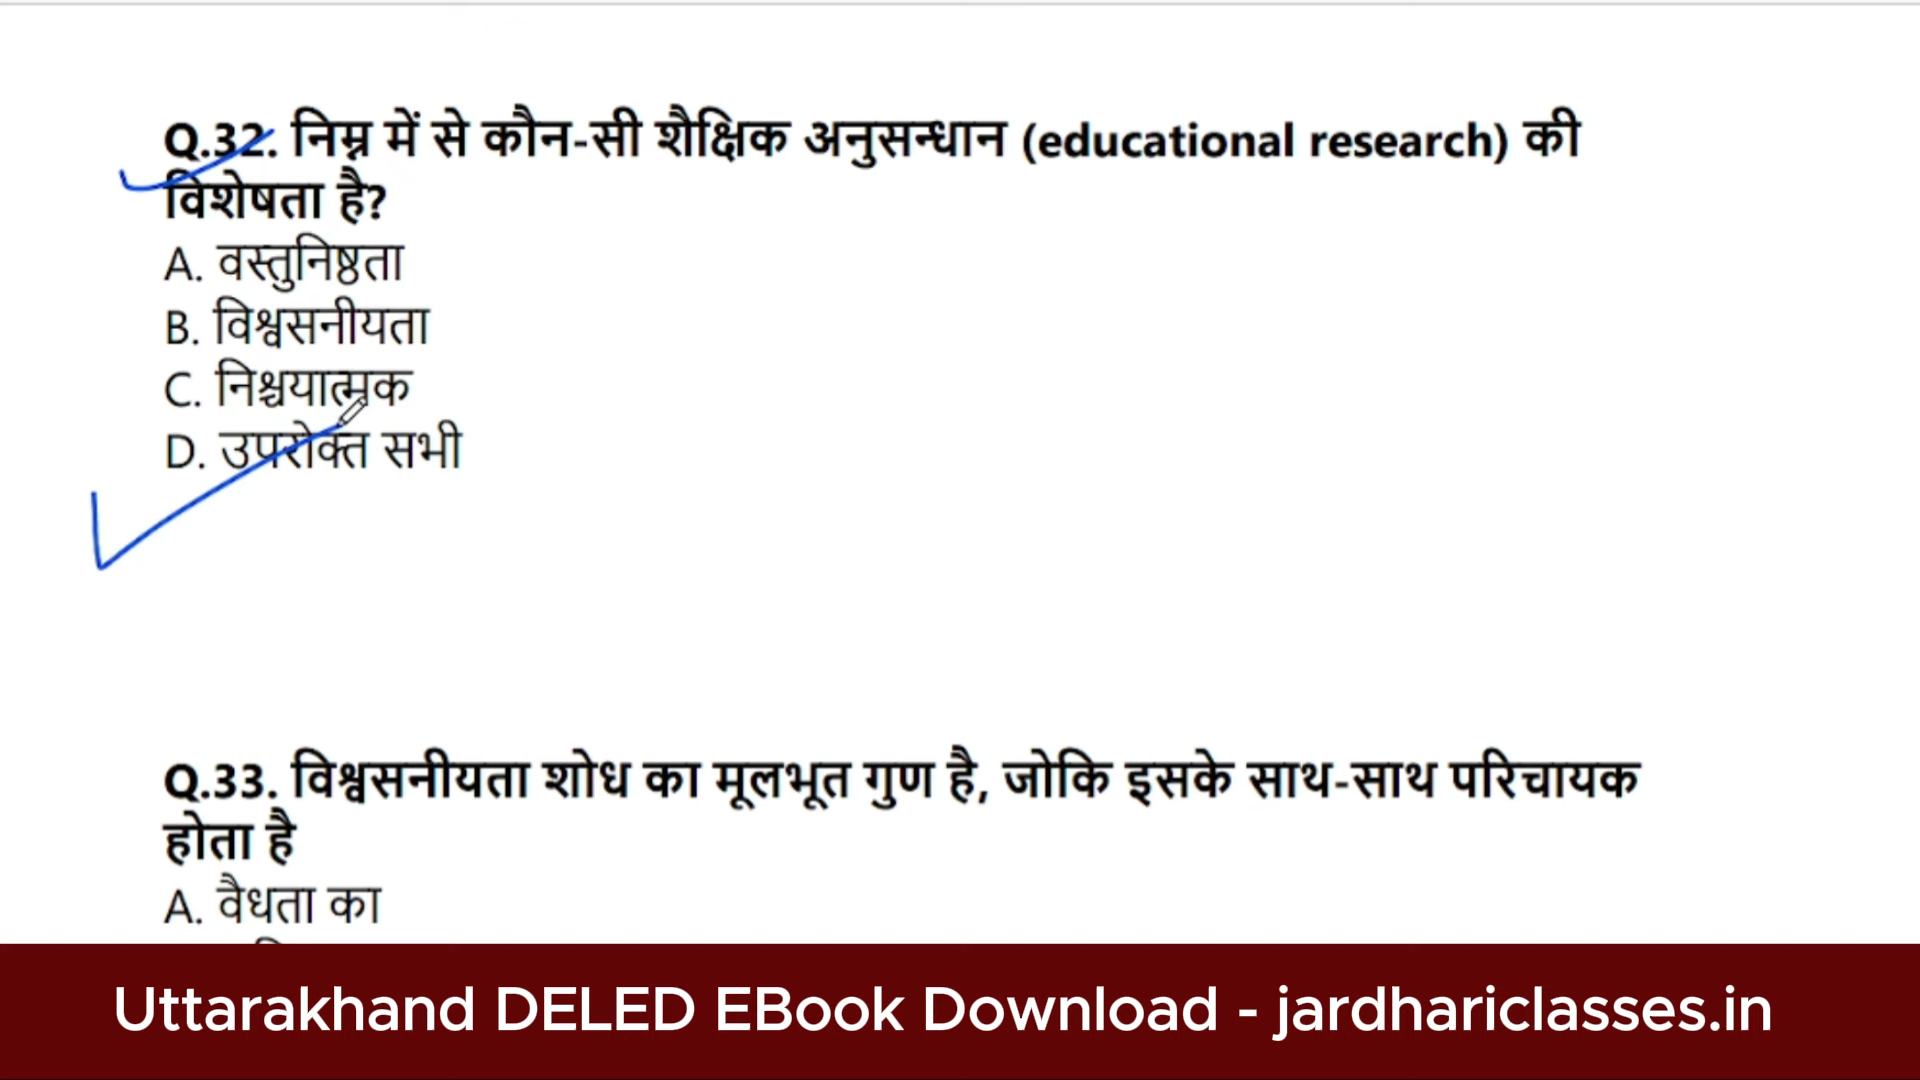 Q.32. निम्न में से कौन-सी शैक्षिक अनुसन्धान (educational research) की
विशेषता है?
A. वस्तुनिष्ठता
B. विश्वसनीयता
C. निश्चयात्मक
D. उपरोक्त सभी
Q.33. विश्वसनीयता शोध का मूलभूत गुण है, जोकि इसके साथ-साथ परिचायक
होता है
A. वैधता का
Uttarakhand DELED EBook Download - jardhariclasses.in